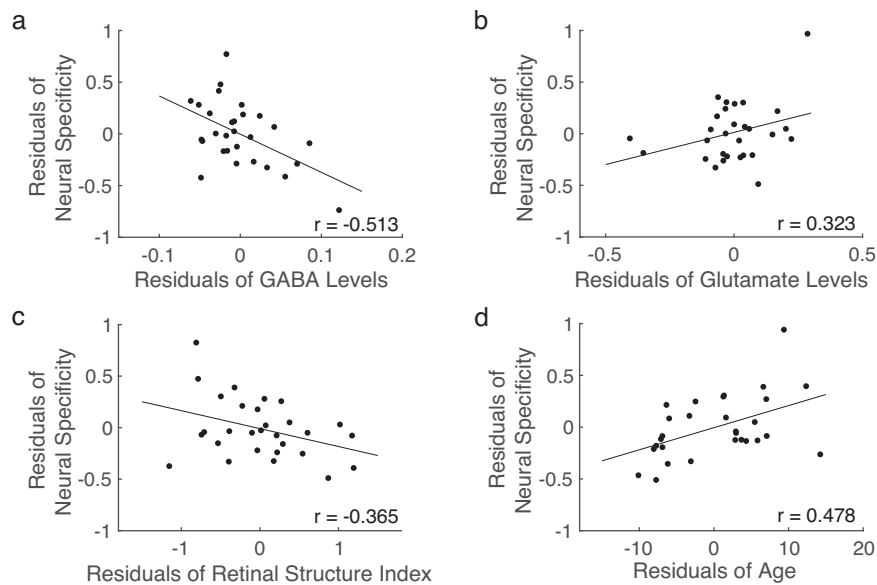 a
Residuals of
Neural Specificity
1
0.5
0
-0.5
-1
-0.1
0
0.1
0.2
r = -0.513
Residuals of GABA Levels
b
Residuals of
Neural Specificity
1
0.5
0
-0.5
-1
-0.5
0
0.5
r = 0.323
Residuals of Glutamate Levels
c
Residuals of
Neural Specificity
1
0.5
0
-0.5
-1
-1
0
1
r = -0.365
Residuals of Retinal Structure Index
d
Residuals of
Neural Specificity
1
0.5
0
-0.5
-1
-10
0
10
20
r = 0.478
Residuals of Age